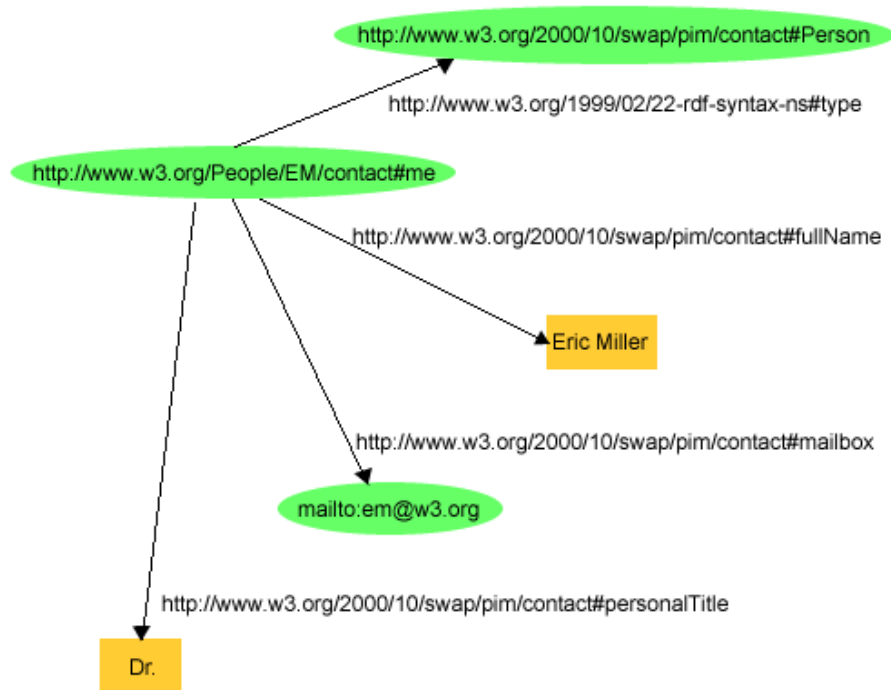 http://www.w3.org/2000/10/swap/pim/contact#Person
http://www.w3.org/1999/02/22-rdf-syntax-ns#type
http://www.w3.org/People/EM/contact#me
http://www.w3.org/2000/10/swap/pim/contact#fullName
Eric Miller
http://www.w3.org/2000/10/swap/pim/contact#mailbox
mailto:em@w3.org
http://www.w3.org/2000/10/swap/pim/contact#personalTitle
Dr.